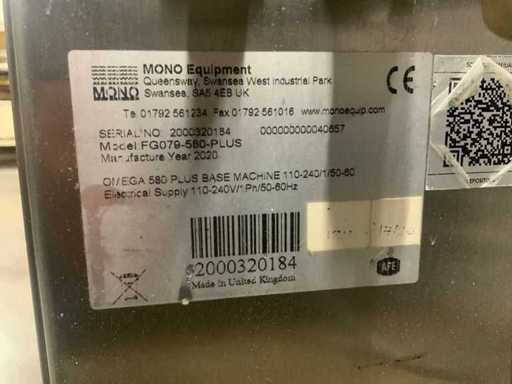 MONO
MONO Equipment
Queensway, Swansea West Industrial Park
Swansea, SA5 4EB UK
Te. 01792 561234 Fax 01792 561016 www.monoequip.com
SERIAL NO: 2000320184 000000000040657
Model FG079-580-PLUS
Manufacture Year 2020
OMEGA 580 PLUS BASE MACHINE 110-240/1/50-60
Electrical Supply 110-240V/1Ph/50-60Hz
2000320184
Made in United Kingdom
CE
AFE